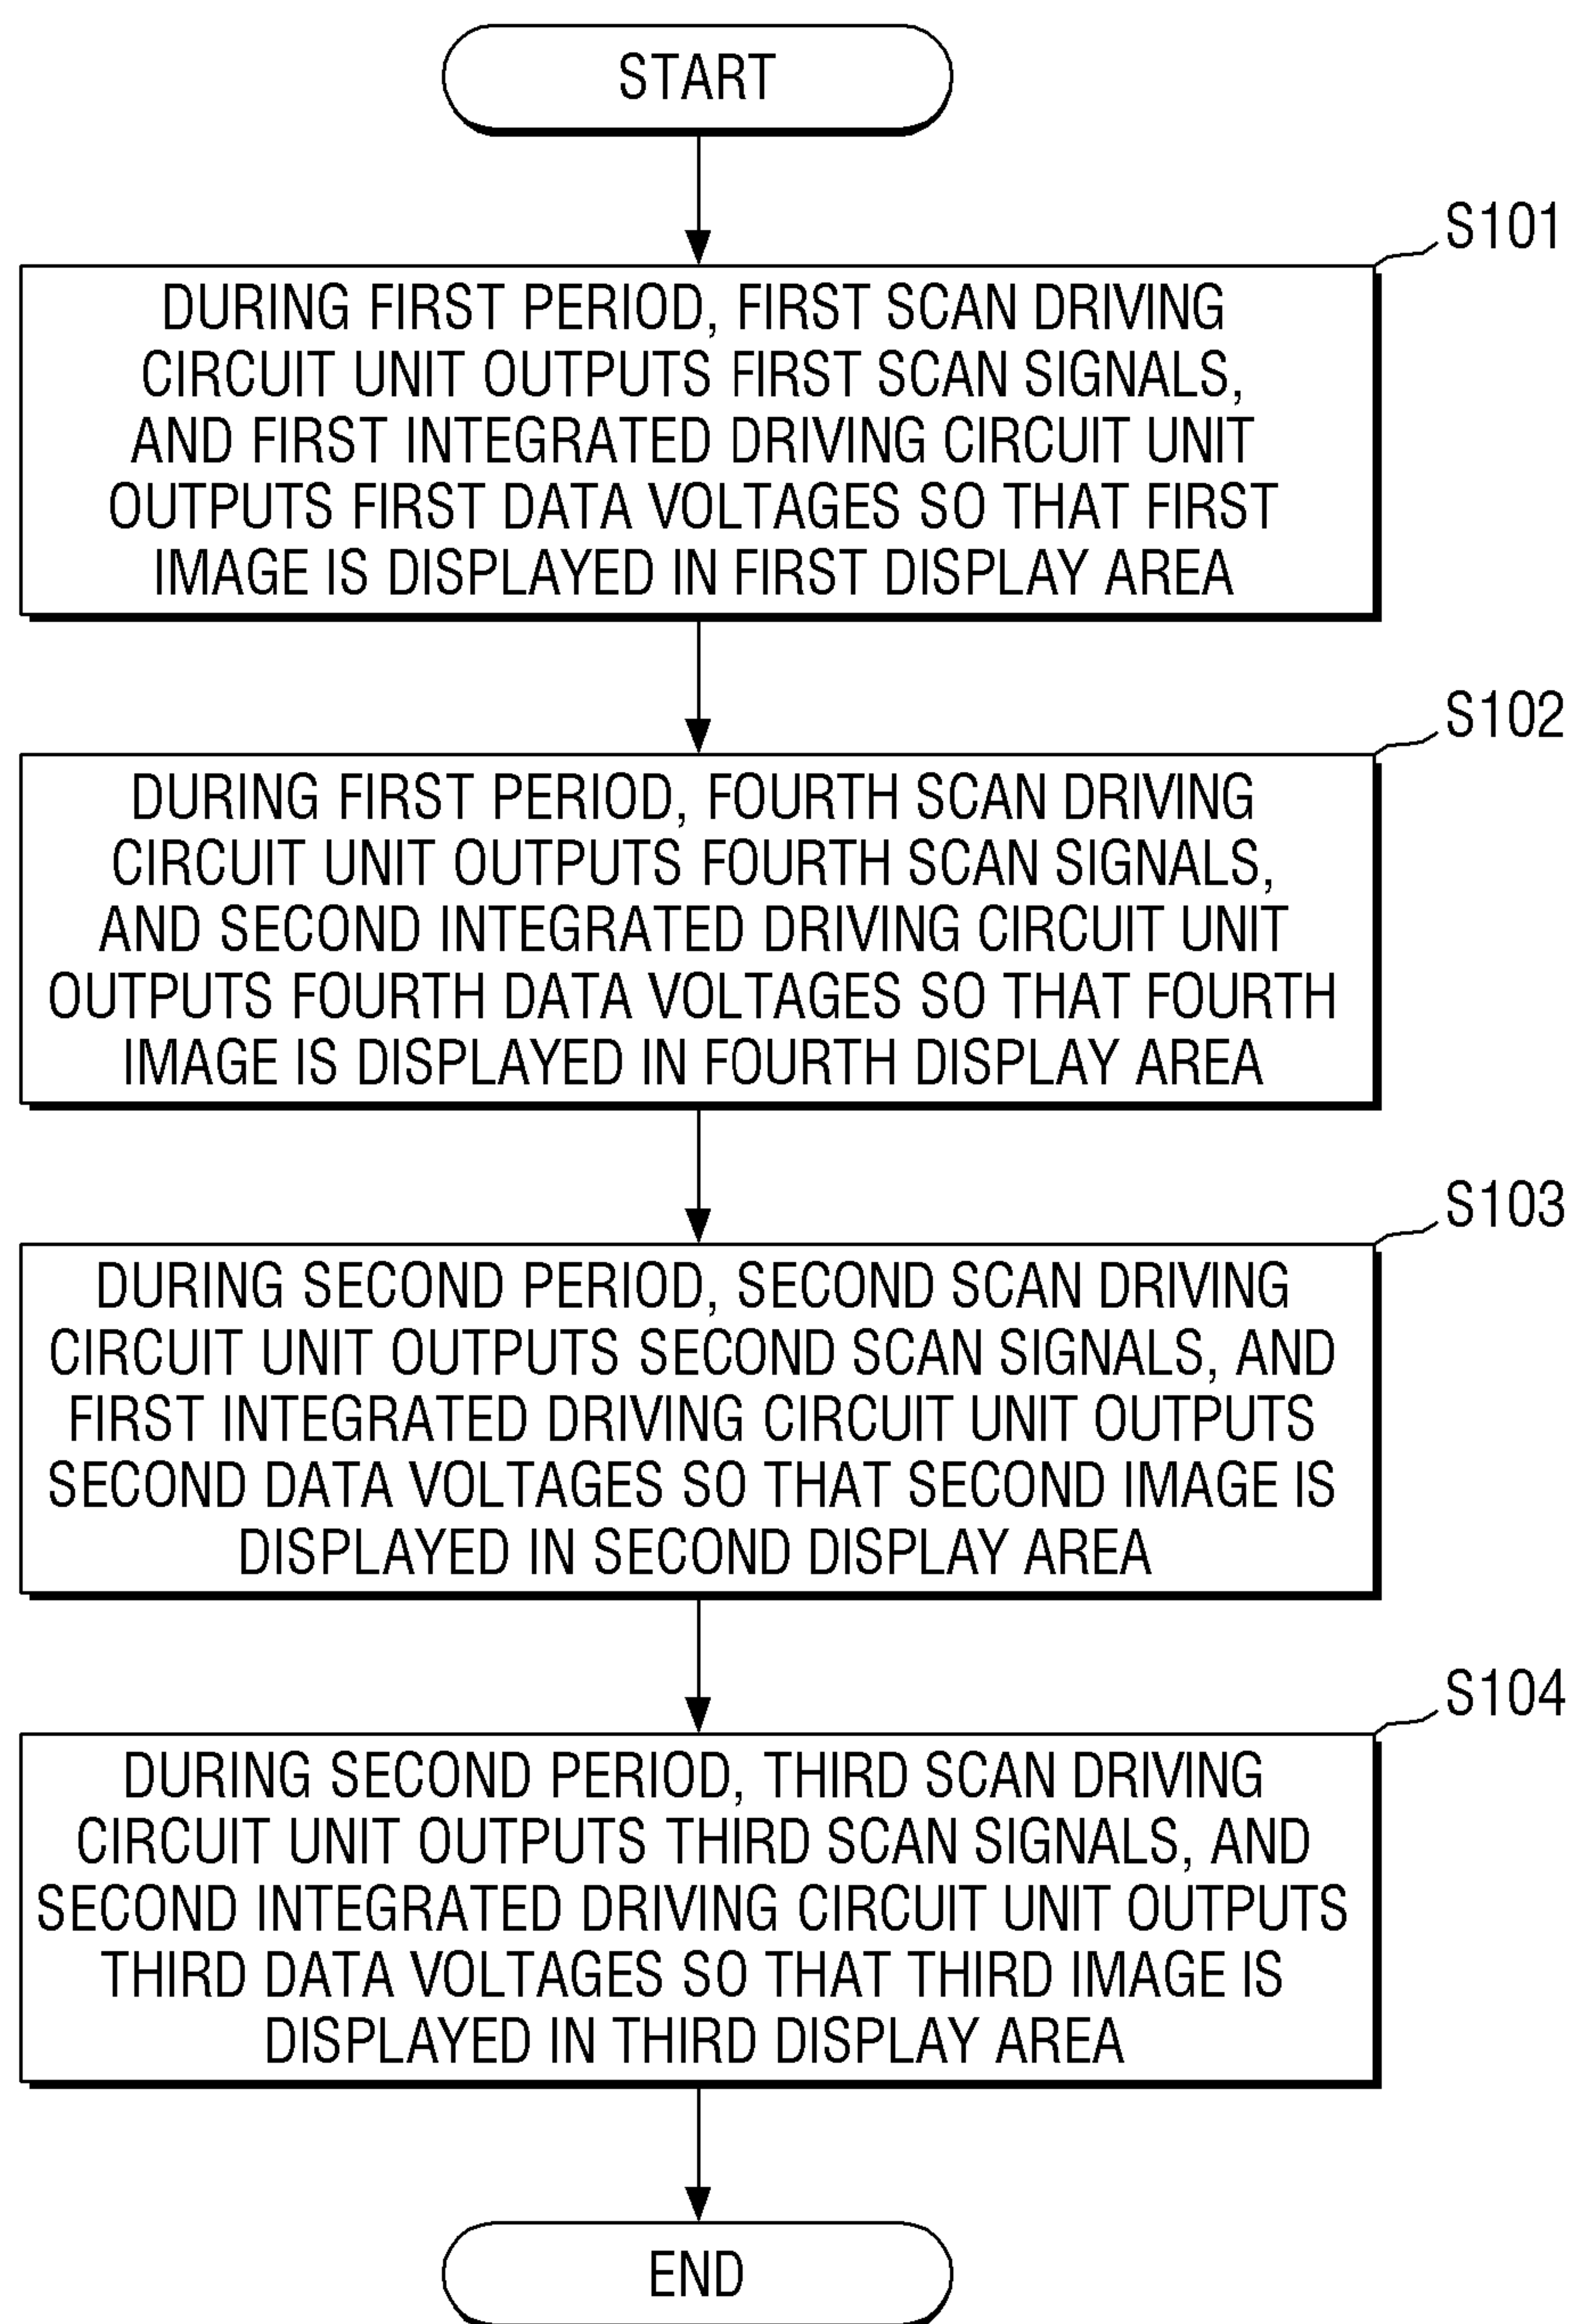 START
S101
DURING FIRST PERIOD, FIRST SCAN DRIVING
CIRCUIT UNIT OUTPUTS FIRST SCAN SIGNALS,
AND FIRST INTEGRATED DRIVING CIRCUIT UNIT
OUTPUTS FIRST DATA VOLTAGES SO THAT FIRST
IMAGE IS DISPLAYED IN FIRST DISPLAY AREA
S102
DURING FIRST PERIOD, FOURTH SCAN DRIVING
CIRCUIT UNIT OUTPUTS FOURTH SCAN SIGNALS,
AND SECOND INTEGRATED DRIVING CIRCUIT UNIT
OUTPUTS FOURTH DATA VOLTAGES SO THAT FOURTH
IMAGE IS DISPLAYED IN FOURTH DISPLAY AREA
S103
DURING SECOND PERIOD, SECOND SCAN DRIVING
CIRCUIT UNIT OUTPUTS SECOND SCAN SIGNALS, AND
FIRST INTEGRATED DRIVING CIRCUIT UNIT OUTPUTS
SECOND DATA VOLTAGES SO THAT SECOND IMAGE IS
DISPLAYED IN SECOND DISPLAY AREA
S104
DURING SECOND PERIOD, THIRD SCAN DRIVING
CIRCUIT UNIT OUTPUTS THIRD SCAN SIGNALS, AND
SECOND INTEGRATED DRIVING CIRCUIT UNIT OUTPUTS
THIRD DATA VOLTAGES SO THAT THIRD IMAGE IS
DISPLAYED IN THIRD DISPLAY AREA
END